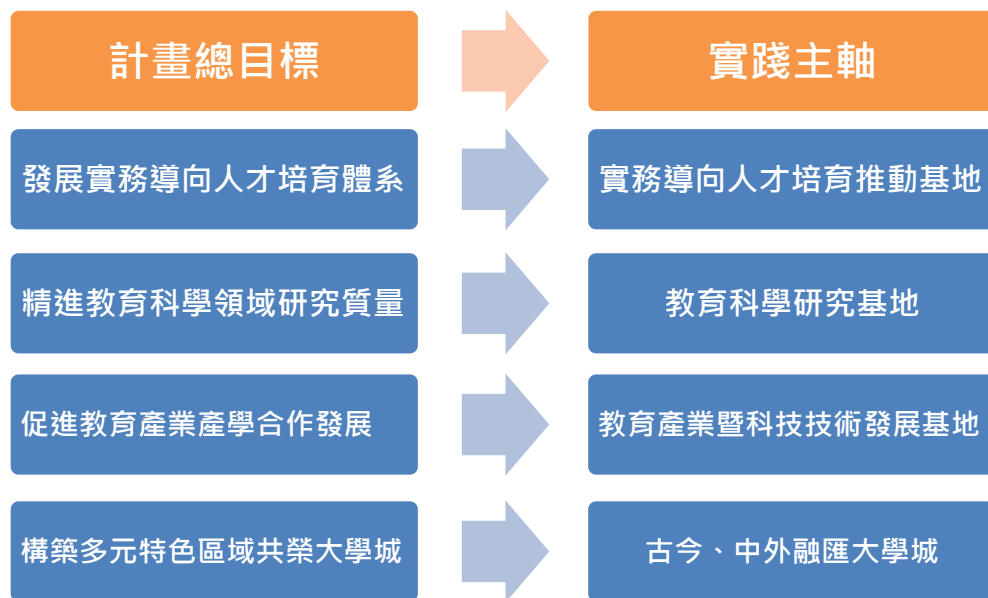 計畫總目標
實踐主軸
發展實務導向人才培育體系
實務導向人才培育推動基地
精進教育科學領域研究質量
教育科學研究基地
促進教育產業產學合作發展
教育產業暨科技技術發展基地
構築多元特色區域共榮大學城
古今、中外融匯大學城